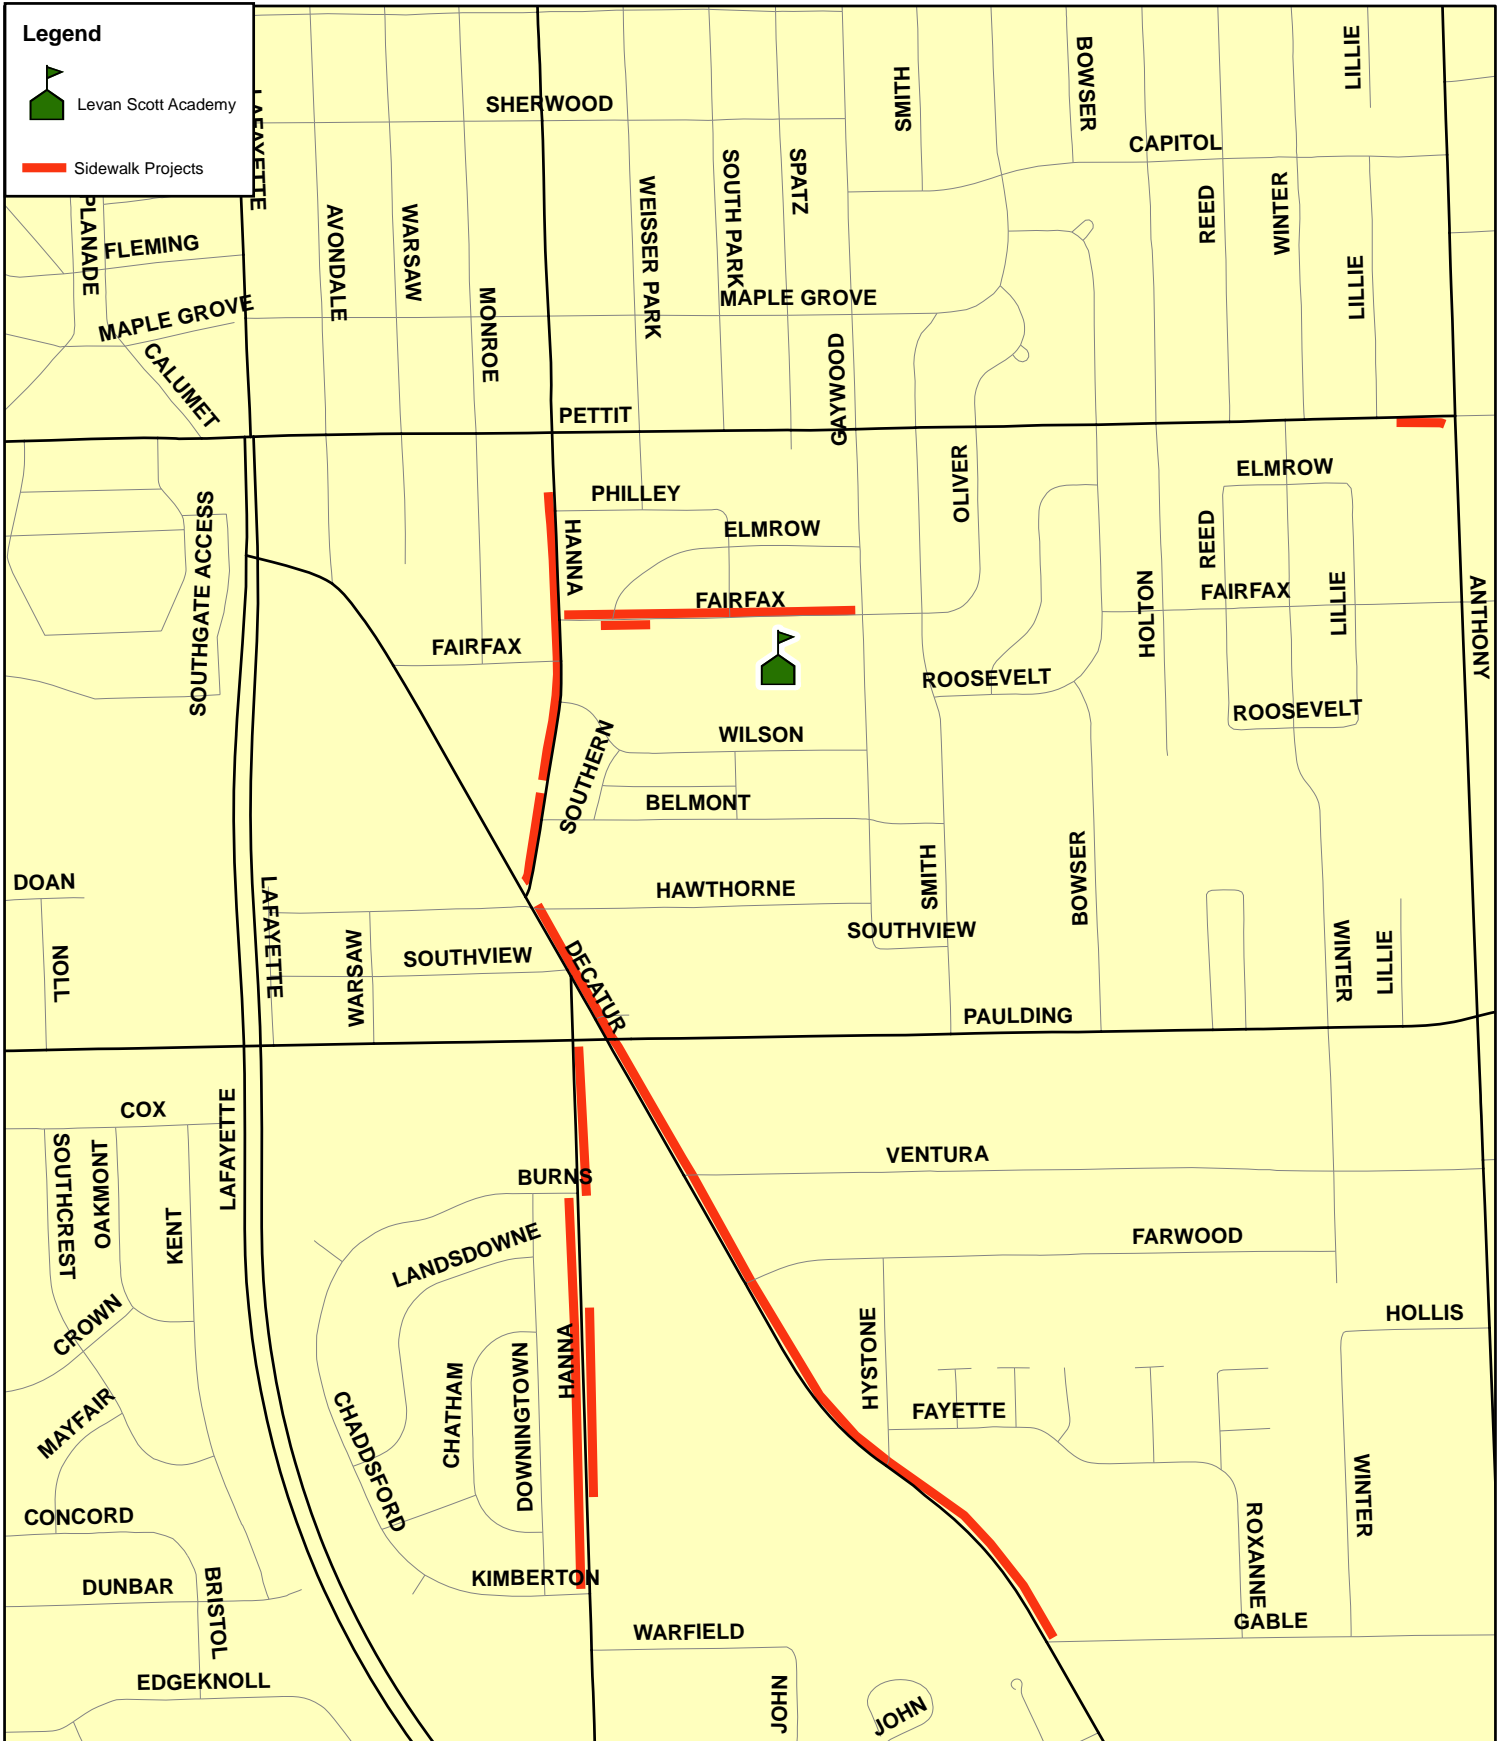 Legend
Levan Scott Academy
Sidewalk Projects
LAFAYETTE
SHERWOOD
SMITH
BOWSER
LILLIE
CAPITOL
PLANADE
FLEMING
MAPLE GROVE
CALUMET
AVONDALE
WARSAW
MONROE
WEISSER PARK
SOUTH PARK
SPATZ
MAPLE GROVE
GAYWOOD
REED
WINTER
LILLIE
PETTIT
PHILLEY
ELMROW
HANNA
OLIVER
ELMROW
REED
SOUTHGATE ACCESS
FAIRFAX
FAIRFAX
FAIRFAX
HOLTON
LILLIE
ANTHONY
ROOSEVELT
ROOSEVELT
SOUTHERN
WILSON
BELMONT
DOAN
NOLL
LAFAYETTE
WARSAW
HAWTHORNE
SMITH
BOWSER
SOUTHVIEW
SOUTHVIEW
DECATUR
WINTER
LILLIE
PAULDING
COX
SOUTHCREST
OAKMONT
KENT
LAFAYETTE
BURNS
VENTURA
LANDSDOWNE
FARWOOD
CROWN
HANNA
HYSTONE
HOLLIS
MAYFAIR
CHADDSFORD
CHATHAM
DOWNINGTOWN
FAYETTE
CONCORD
ROXANNE
WINTER
DUNBAR
BRISTOL
KIMBERTON
WARFIELD
GABLE
EDGEKNOLL
JOHN
JOHN